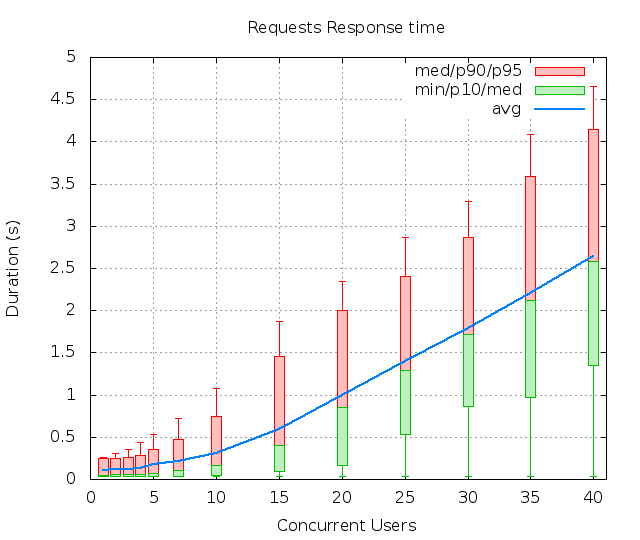 Requests Response time
5
4.5
4
3.5
3
2.5
2
1.5
1
0.5
0
Duration (s)
med/p90/p95
min/p10/med
avg
0 5 10 15 20 25 30 35 40
Concurrent Users